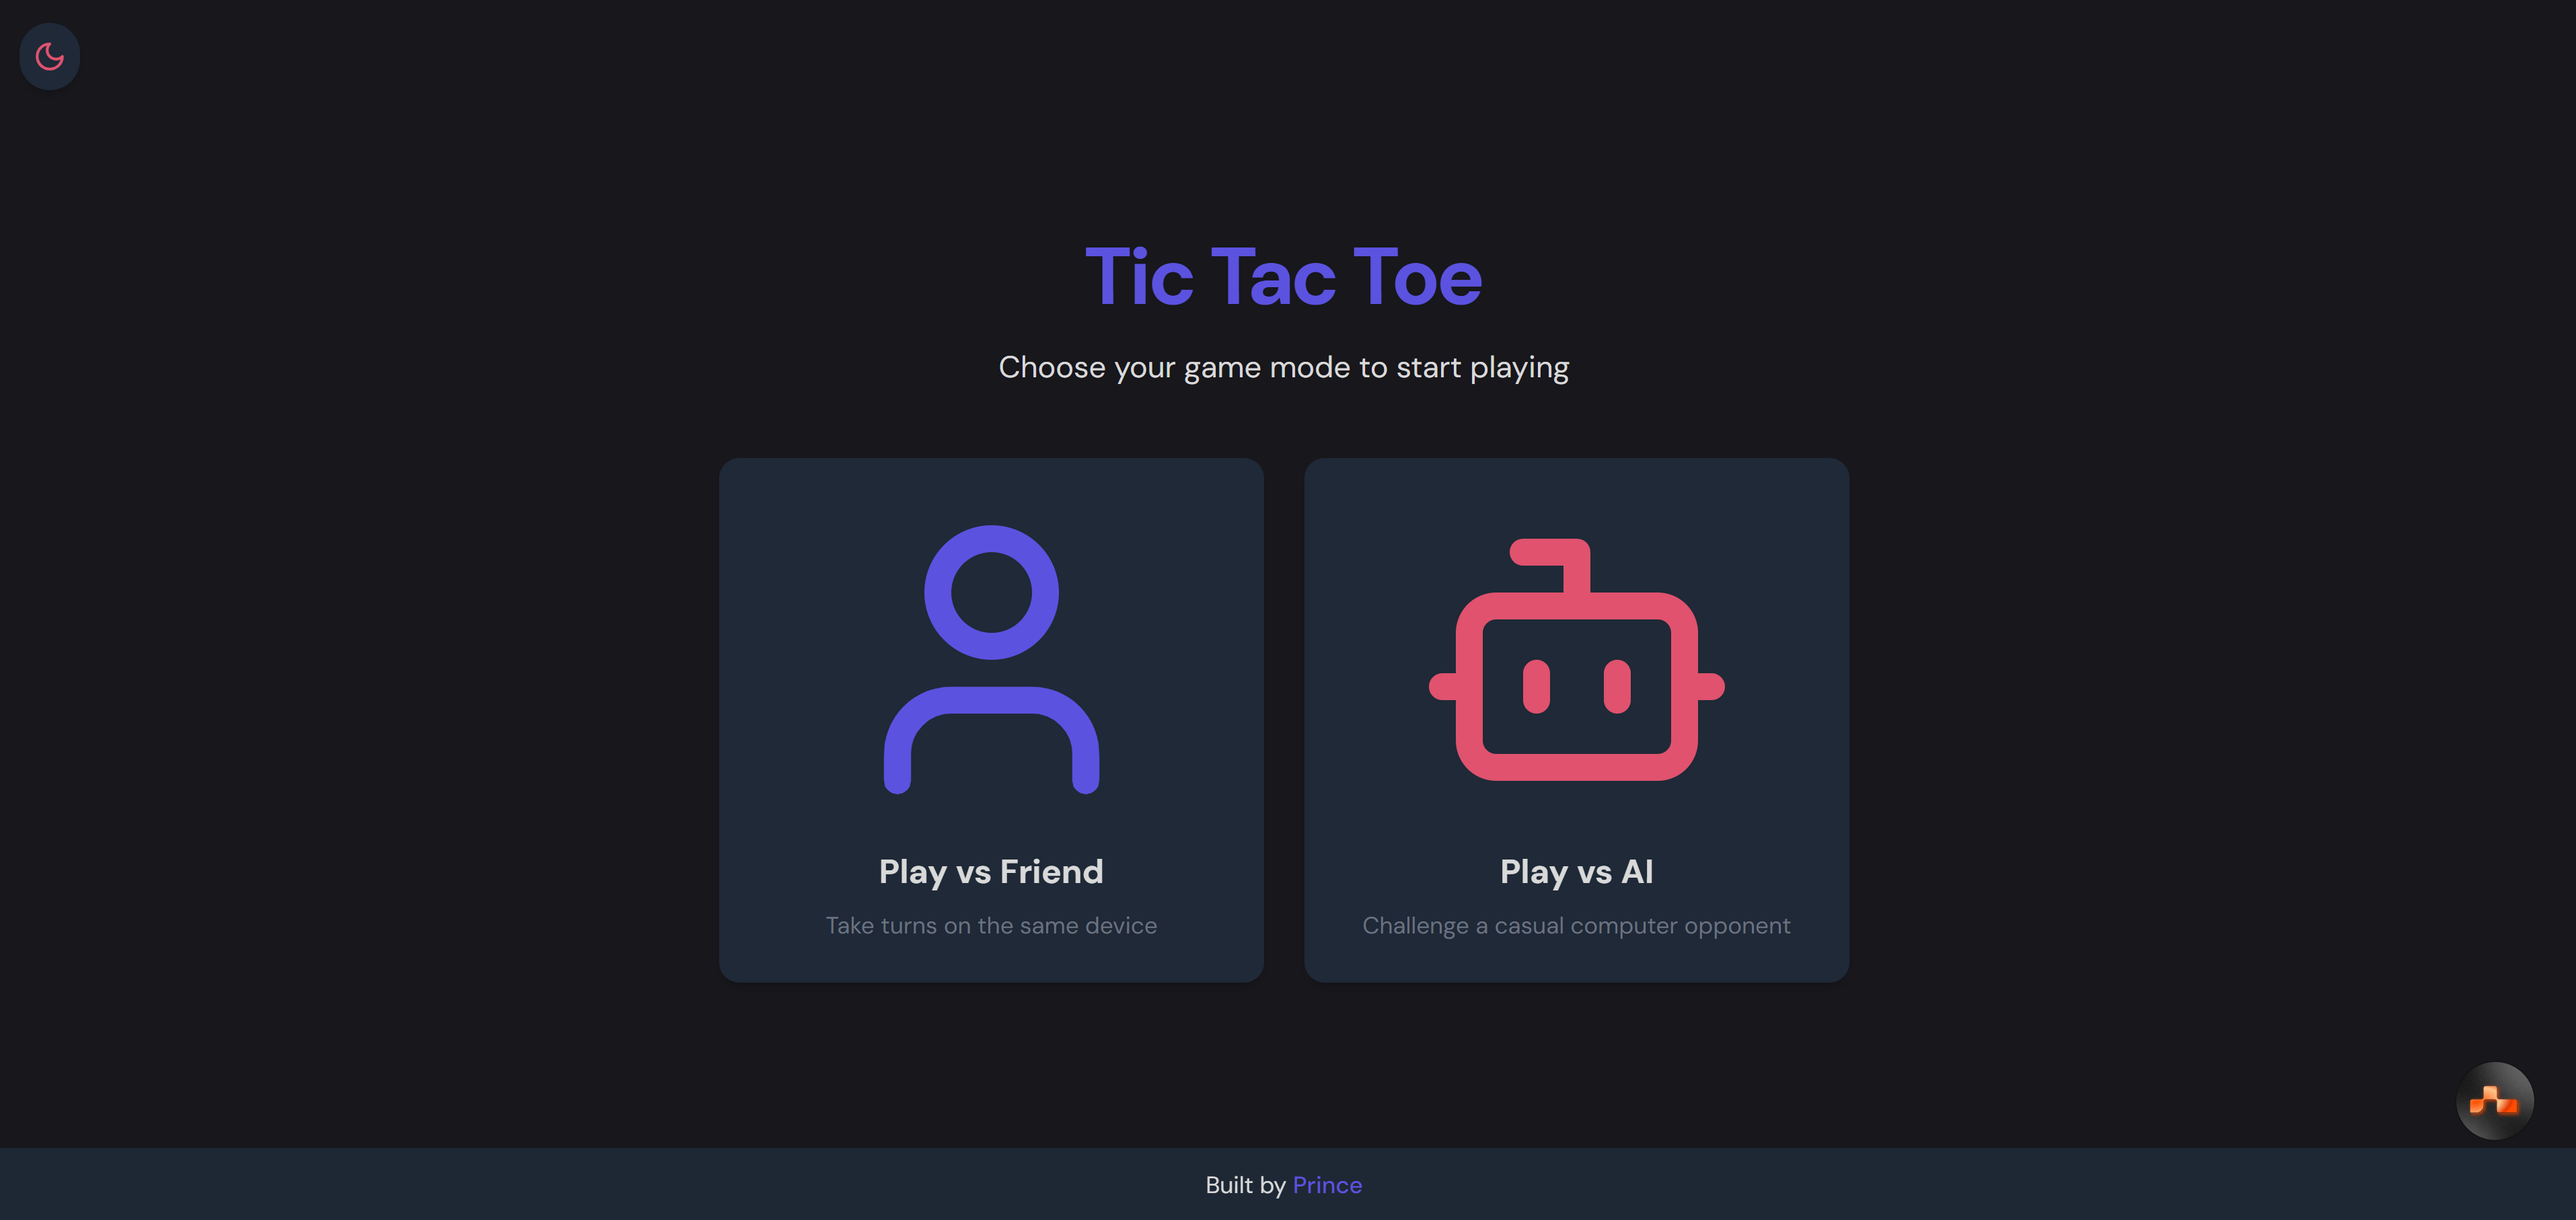 Tic Tac Toe
Choose your game mode to start playing
Play vs Friend
Take turns on the same device
Play vs AI
Challenge a casual computer opponent
Built by Prince